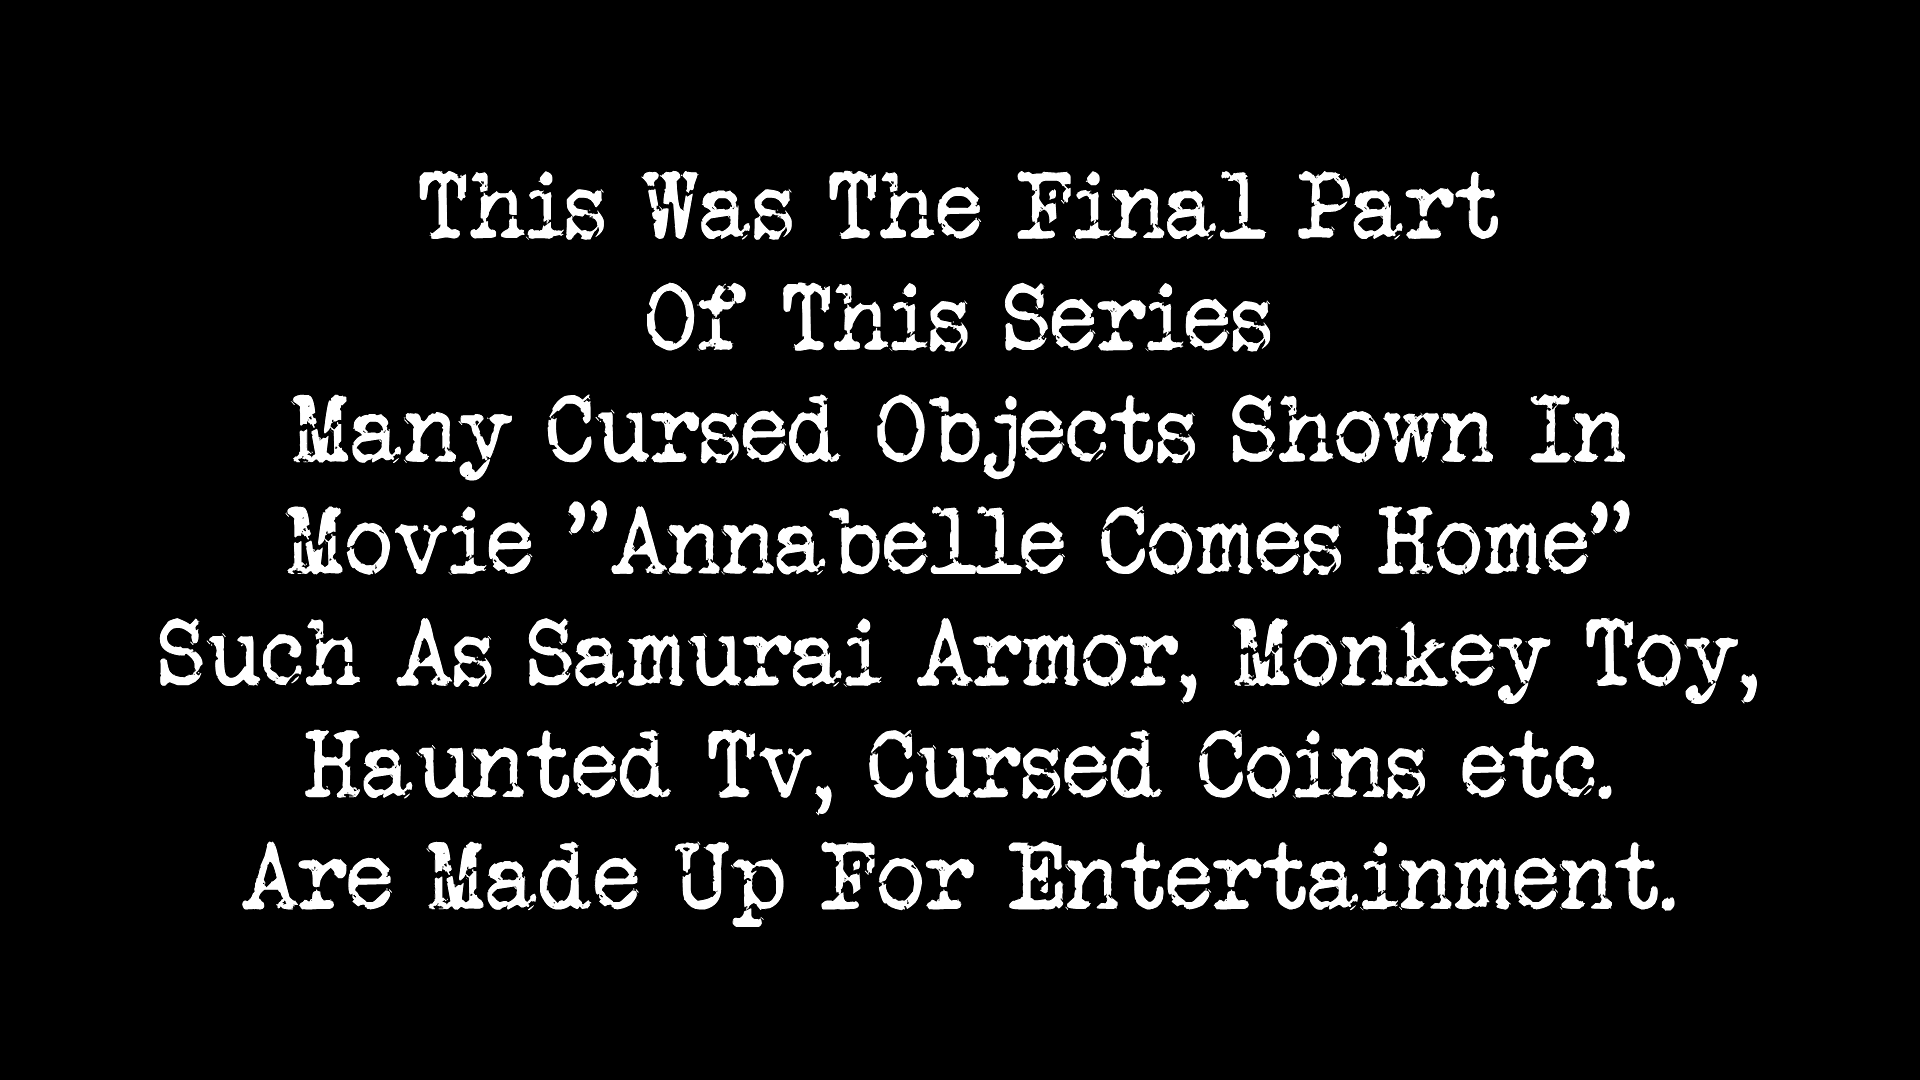 This Was The Final Part
Of This Series
Many Cursed Objects Shown In
Movie ”Annabelle Comes Home”
Such As Samurai Armor, Monkey Toy,
Haunted Tv, Cursed Coins etc.
Are Made Up For Entertainment.